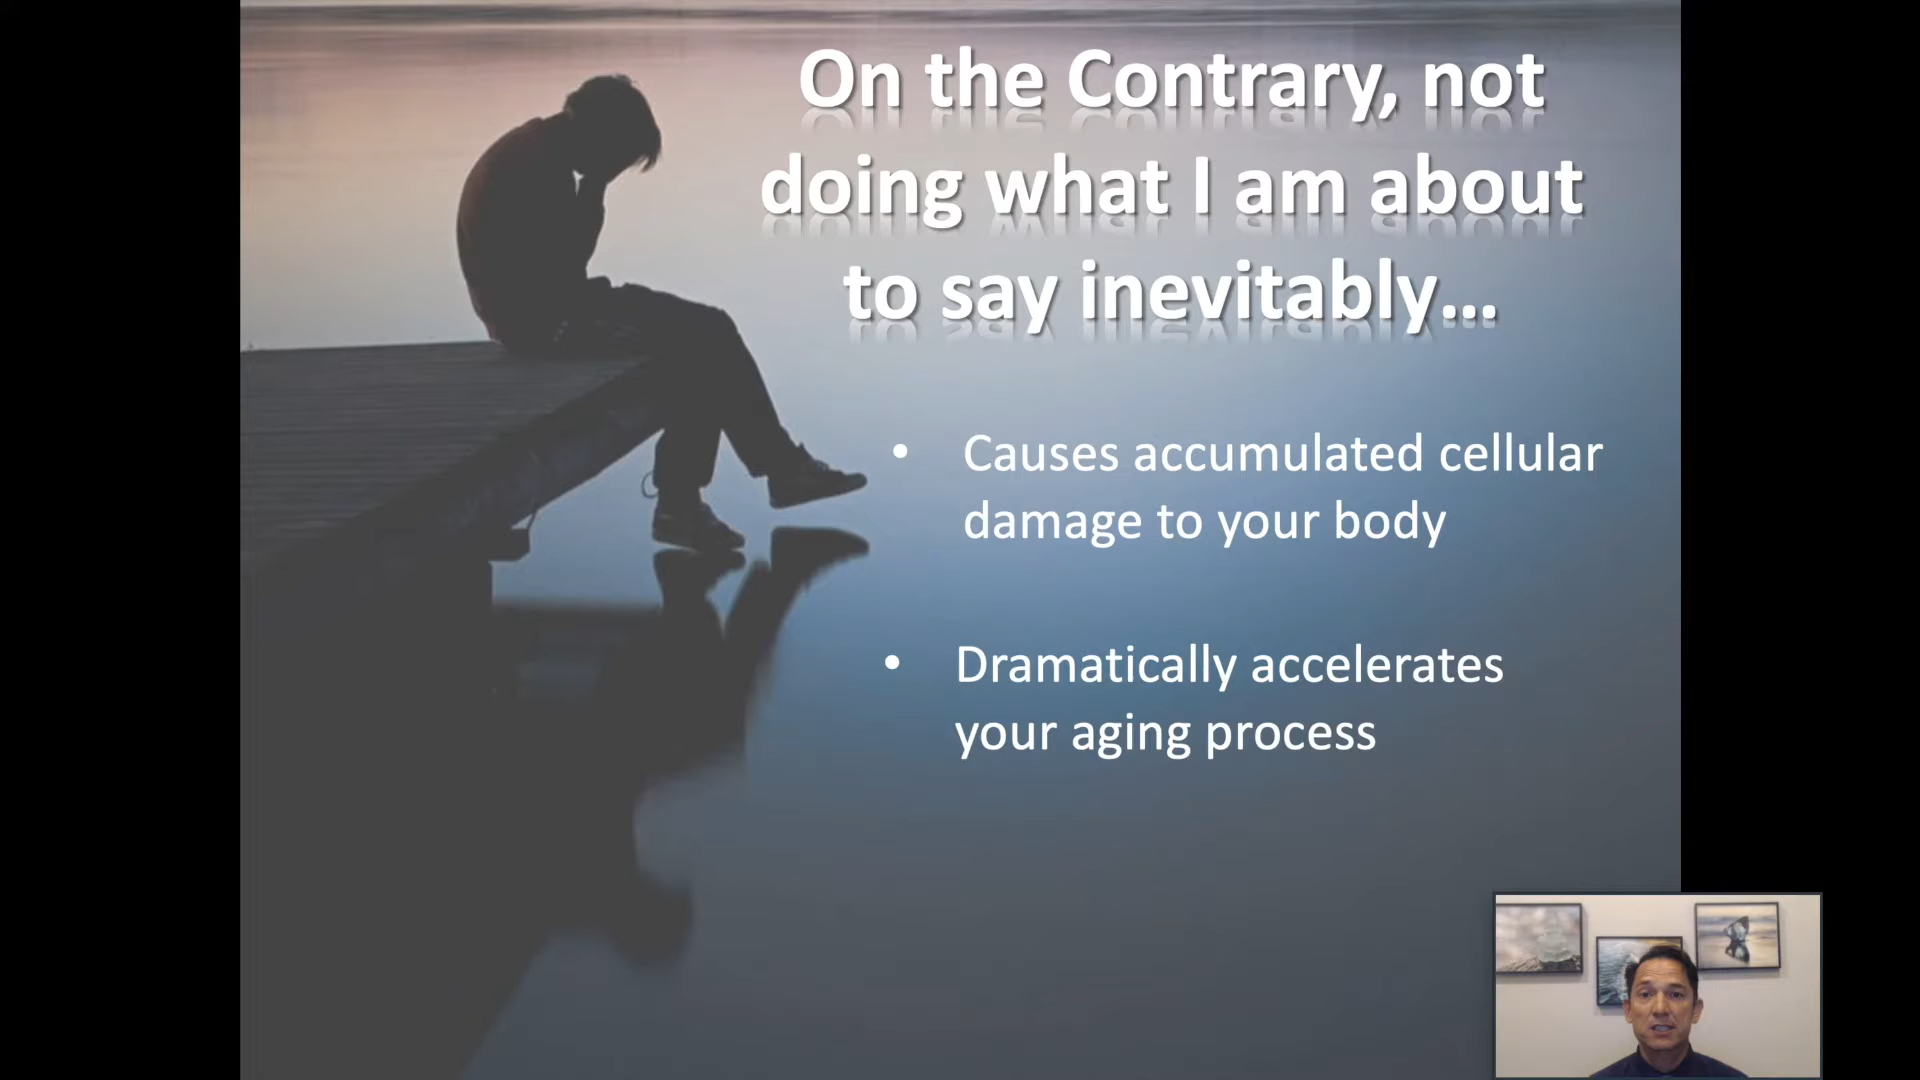 On the Contrary, not
doing what I am about
to say inevitably...
• Causes accumulated cellular
damage to your body
• Dramatically accelerates
your aging process